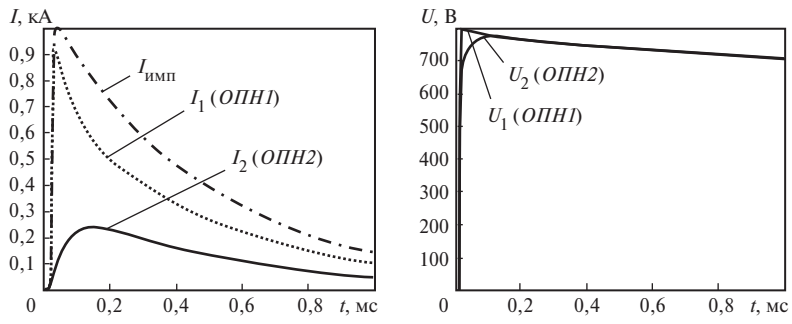 I, кА
0,9
0,8
0,7
0,6
0,5
0,4
0,3
0,2
0,1
0
0,2
0,4
0,6
0,8
t, мс
Iимп
I1 (ОПН1)
I2 (ОПН2)
U, В
700
600
500
400
300
200
100
0
0,2
0,4
0,6
0,8
t, мс
U2 (ОПН2)
U1 (ОПН1)